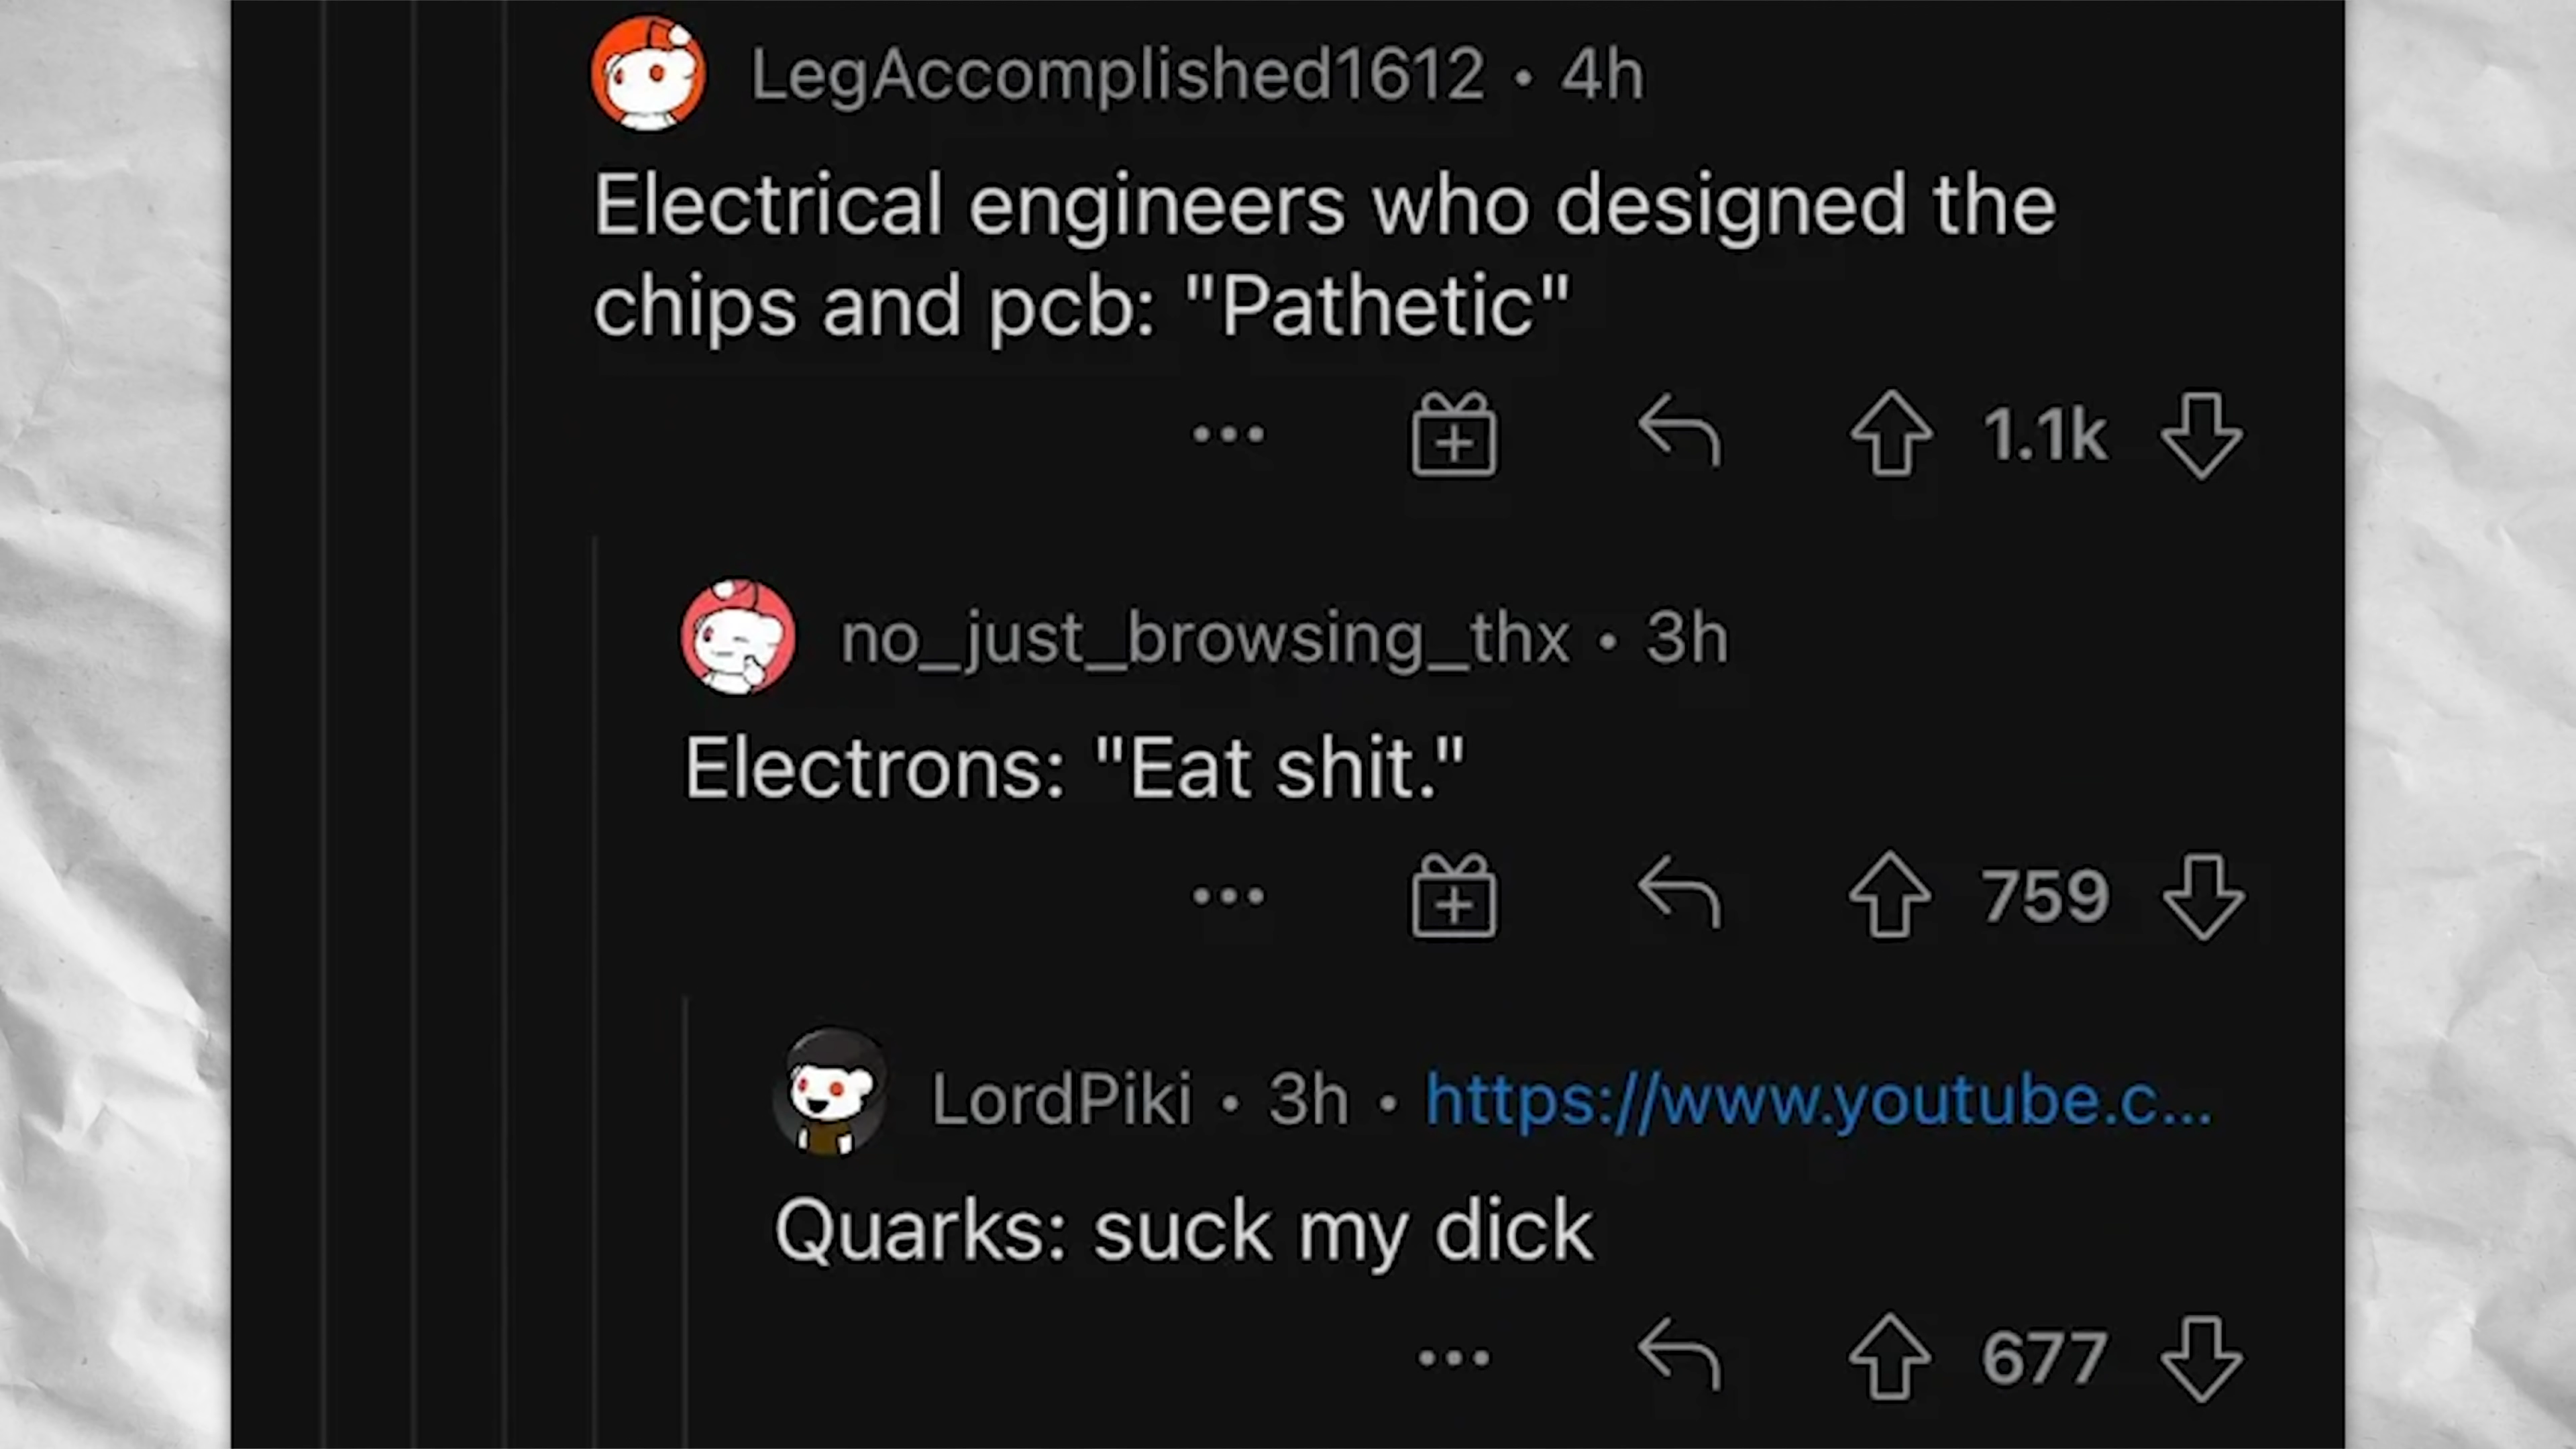 LegAccomplished1612 • 4h
Electrical engineers who designed the
chips and pcb: "Pathetic"
1.1k
no_just_browsing_thx • 3h
Electrons: "Eat shit."
759
LordPiki • 3h • https://www.youtube.c...
Quarks: suck my dick
677